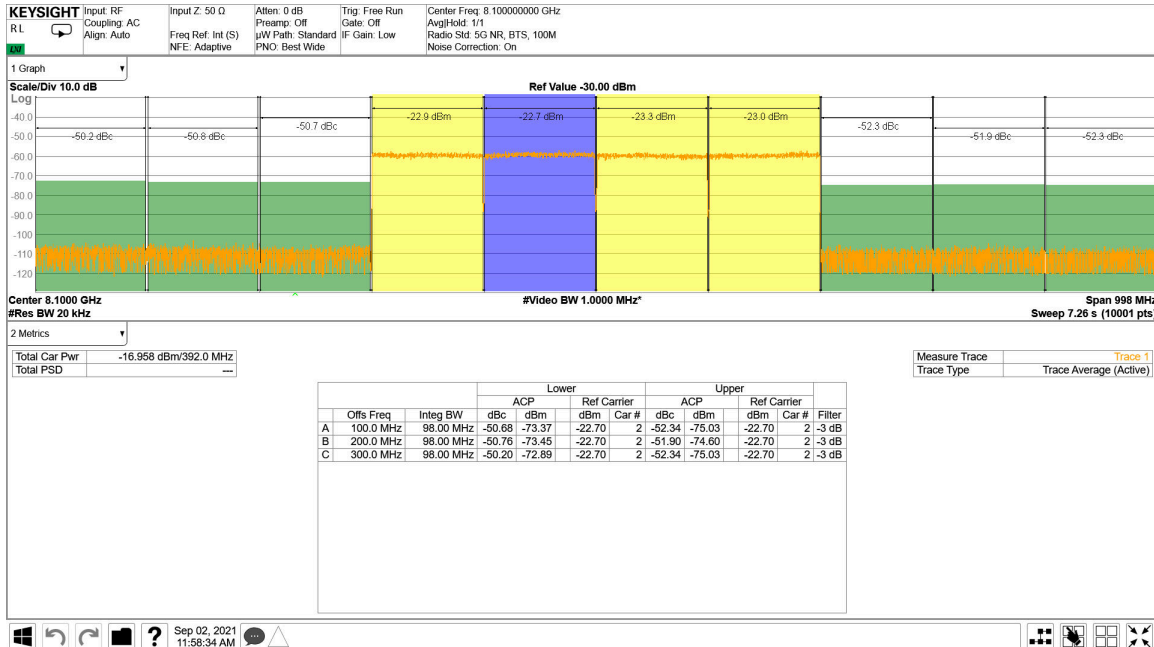 KEYSIGHT Input: RF Input Z: 50 Ω Atten: 0 dB Trig: Free Run Center Freq: 8.100000000 GHz
R L Coupling: AC Preamp: Off Gate: Off Avg|Hold: 1/1
Align: Auto Freq Ref: Int (S) µW Path: Standard IF Gain: Low Radio Std: 5G NR, BTS, 100M
LXI NFE: Adaptive PNO: Best Wide Noise Correction: On
1 Graph
Scale/Div 10.0 dB Ref Value -30.00 dBm
Log
-40.0 -22.9 dBm -22.7 dBm -23.3 dBm -23.0 dBm
-50.7 dBc -52.3 dBc
-50.0 -50.2 dBc -50.8 dBc -51.9 dBc -52.3 dBc
-60.0
-70.0
-80.0
-90.0
-100
-110
-120
Center 8.1000 GHz #Video BW 1.0000 MHz* Span 998 MHz
#Res BW 20 kHz Sweep 7.26 s (10001 pts)
2 Metrics
Total Car Pwr -16.958 dBm/392.0 MHz Measure Trace Trace 1
Total PSD --- Trace Type Trace Average (Active)
Lower Upper
ACP Ref Carrier ACP Ref Carrier
Offs Freq Integ BW dBc dBm dBm Car # dBc dBm dBm Car # Filter
A 100.0 MHz 98.00 MHz -50.68 -73.37 -22.70 2 -52.34 -75.03 -22.70 2 -3 dB
B 200.0 MHz 98.00 MHz -50.76 -73.45 -22.70 2 -51.90 -74.60 -22.70 2 -3 dB
C 300.0 MHz 98.00 MHz -50.20 -72.89 -22.70 2 -52.34 -75.03 -22.70 2 -3 dB
? Sep 02, 2021
11:58:34 AM